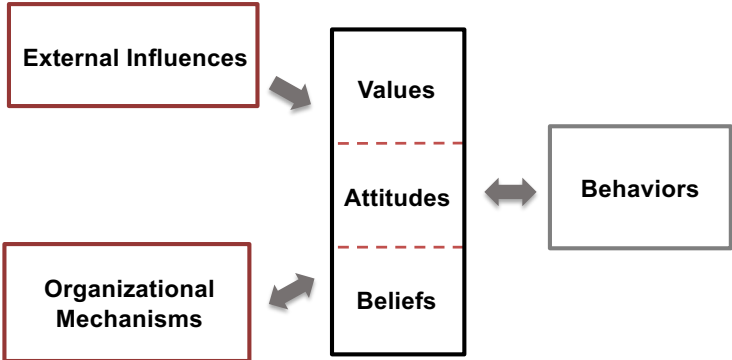 External Influences
Values
Attitudes
Behaviors
Organizational
Mechanisms
Beliefs